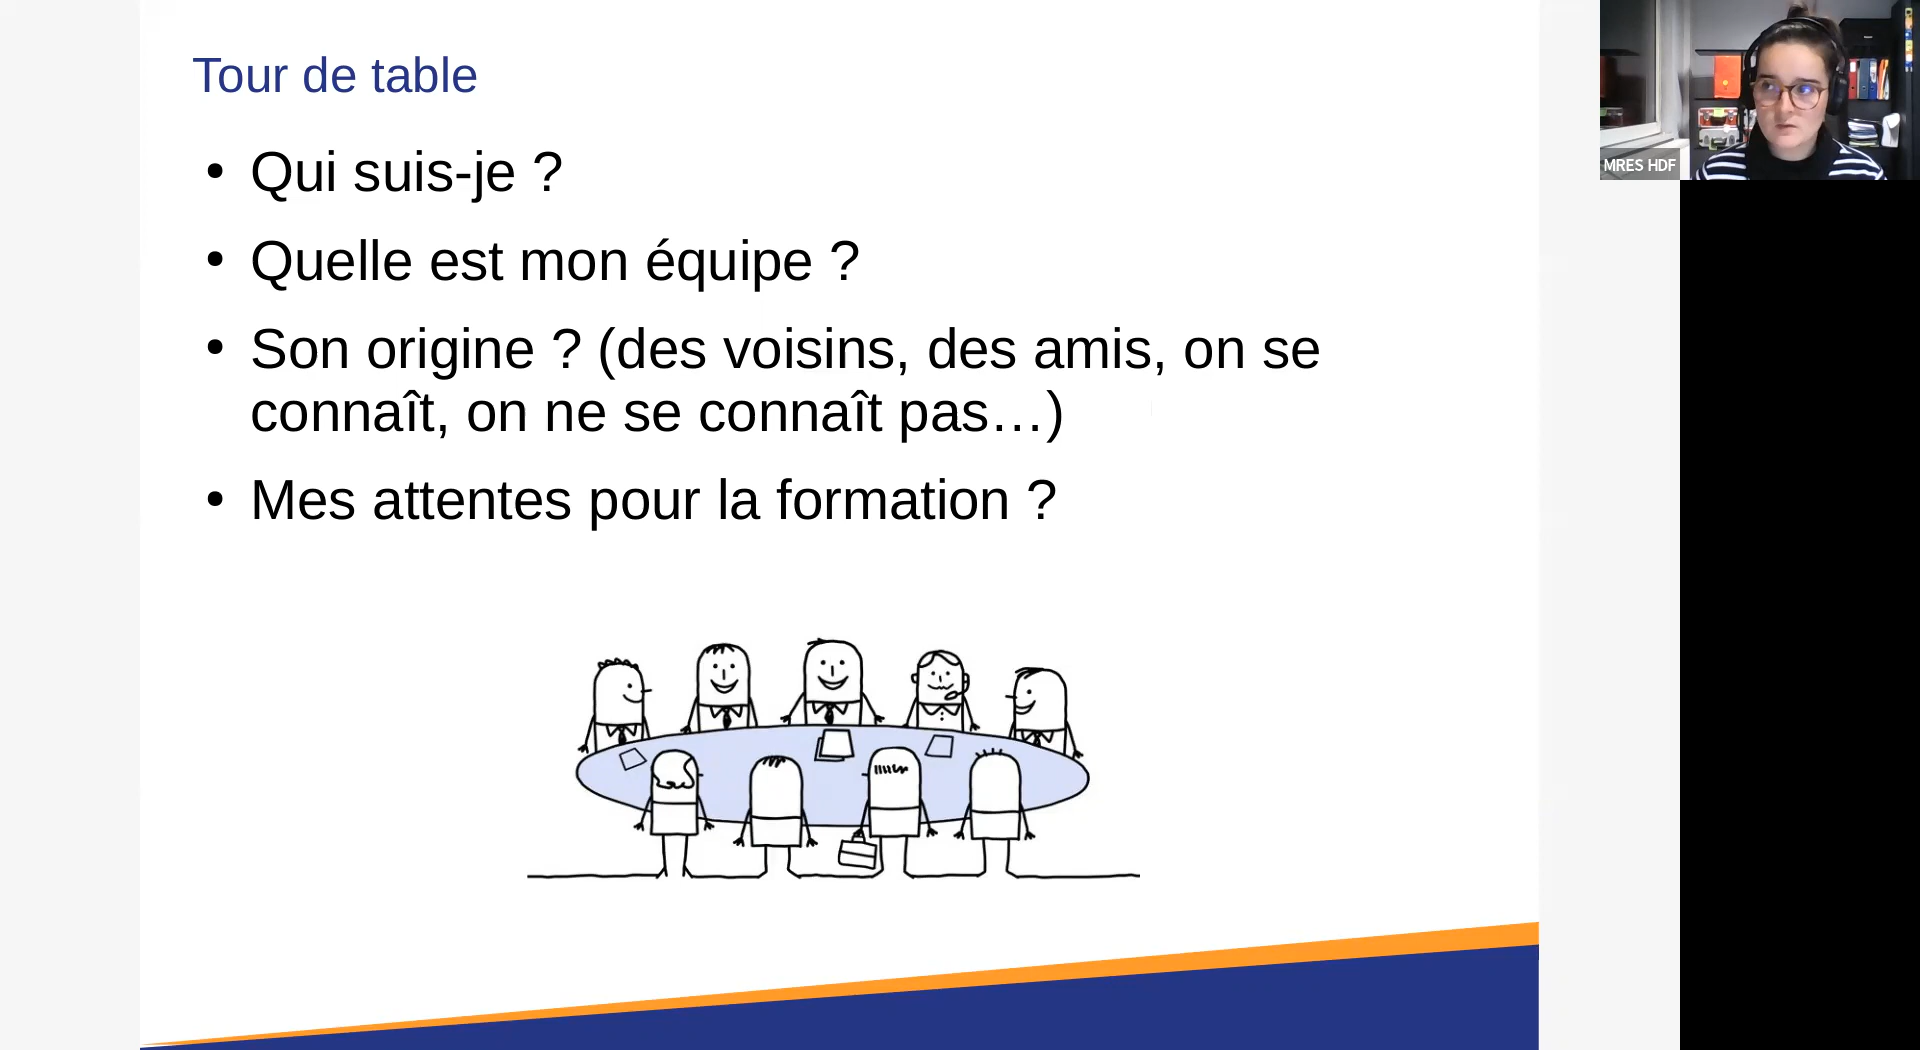 Tour de table
• Qui suis-je ?
• Quelle est mon équipe ?
• Son origine ? (des voisins, des amis, on se
connaît, on ne se connaît pas…)
• Mes attentes pour la formation ?
MRES HDF